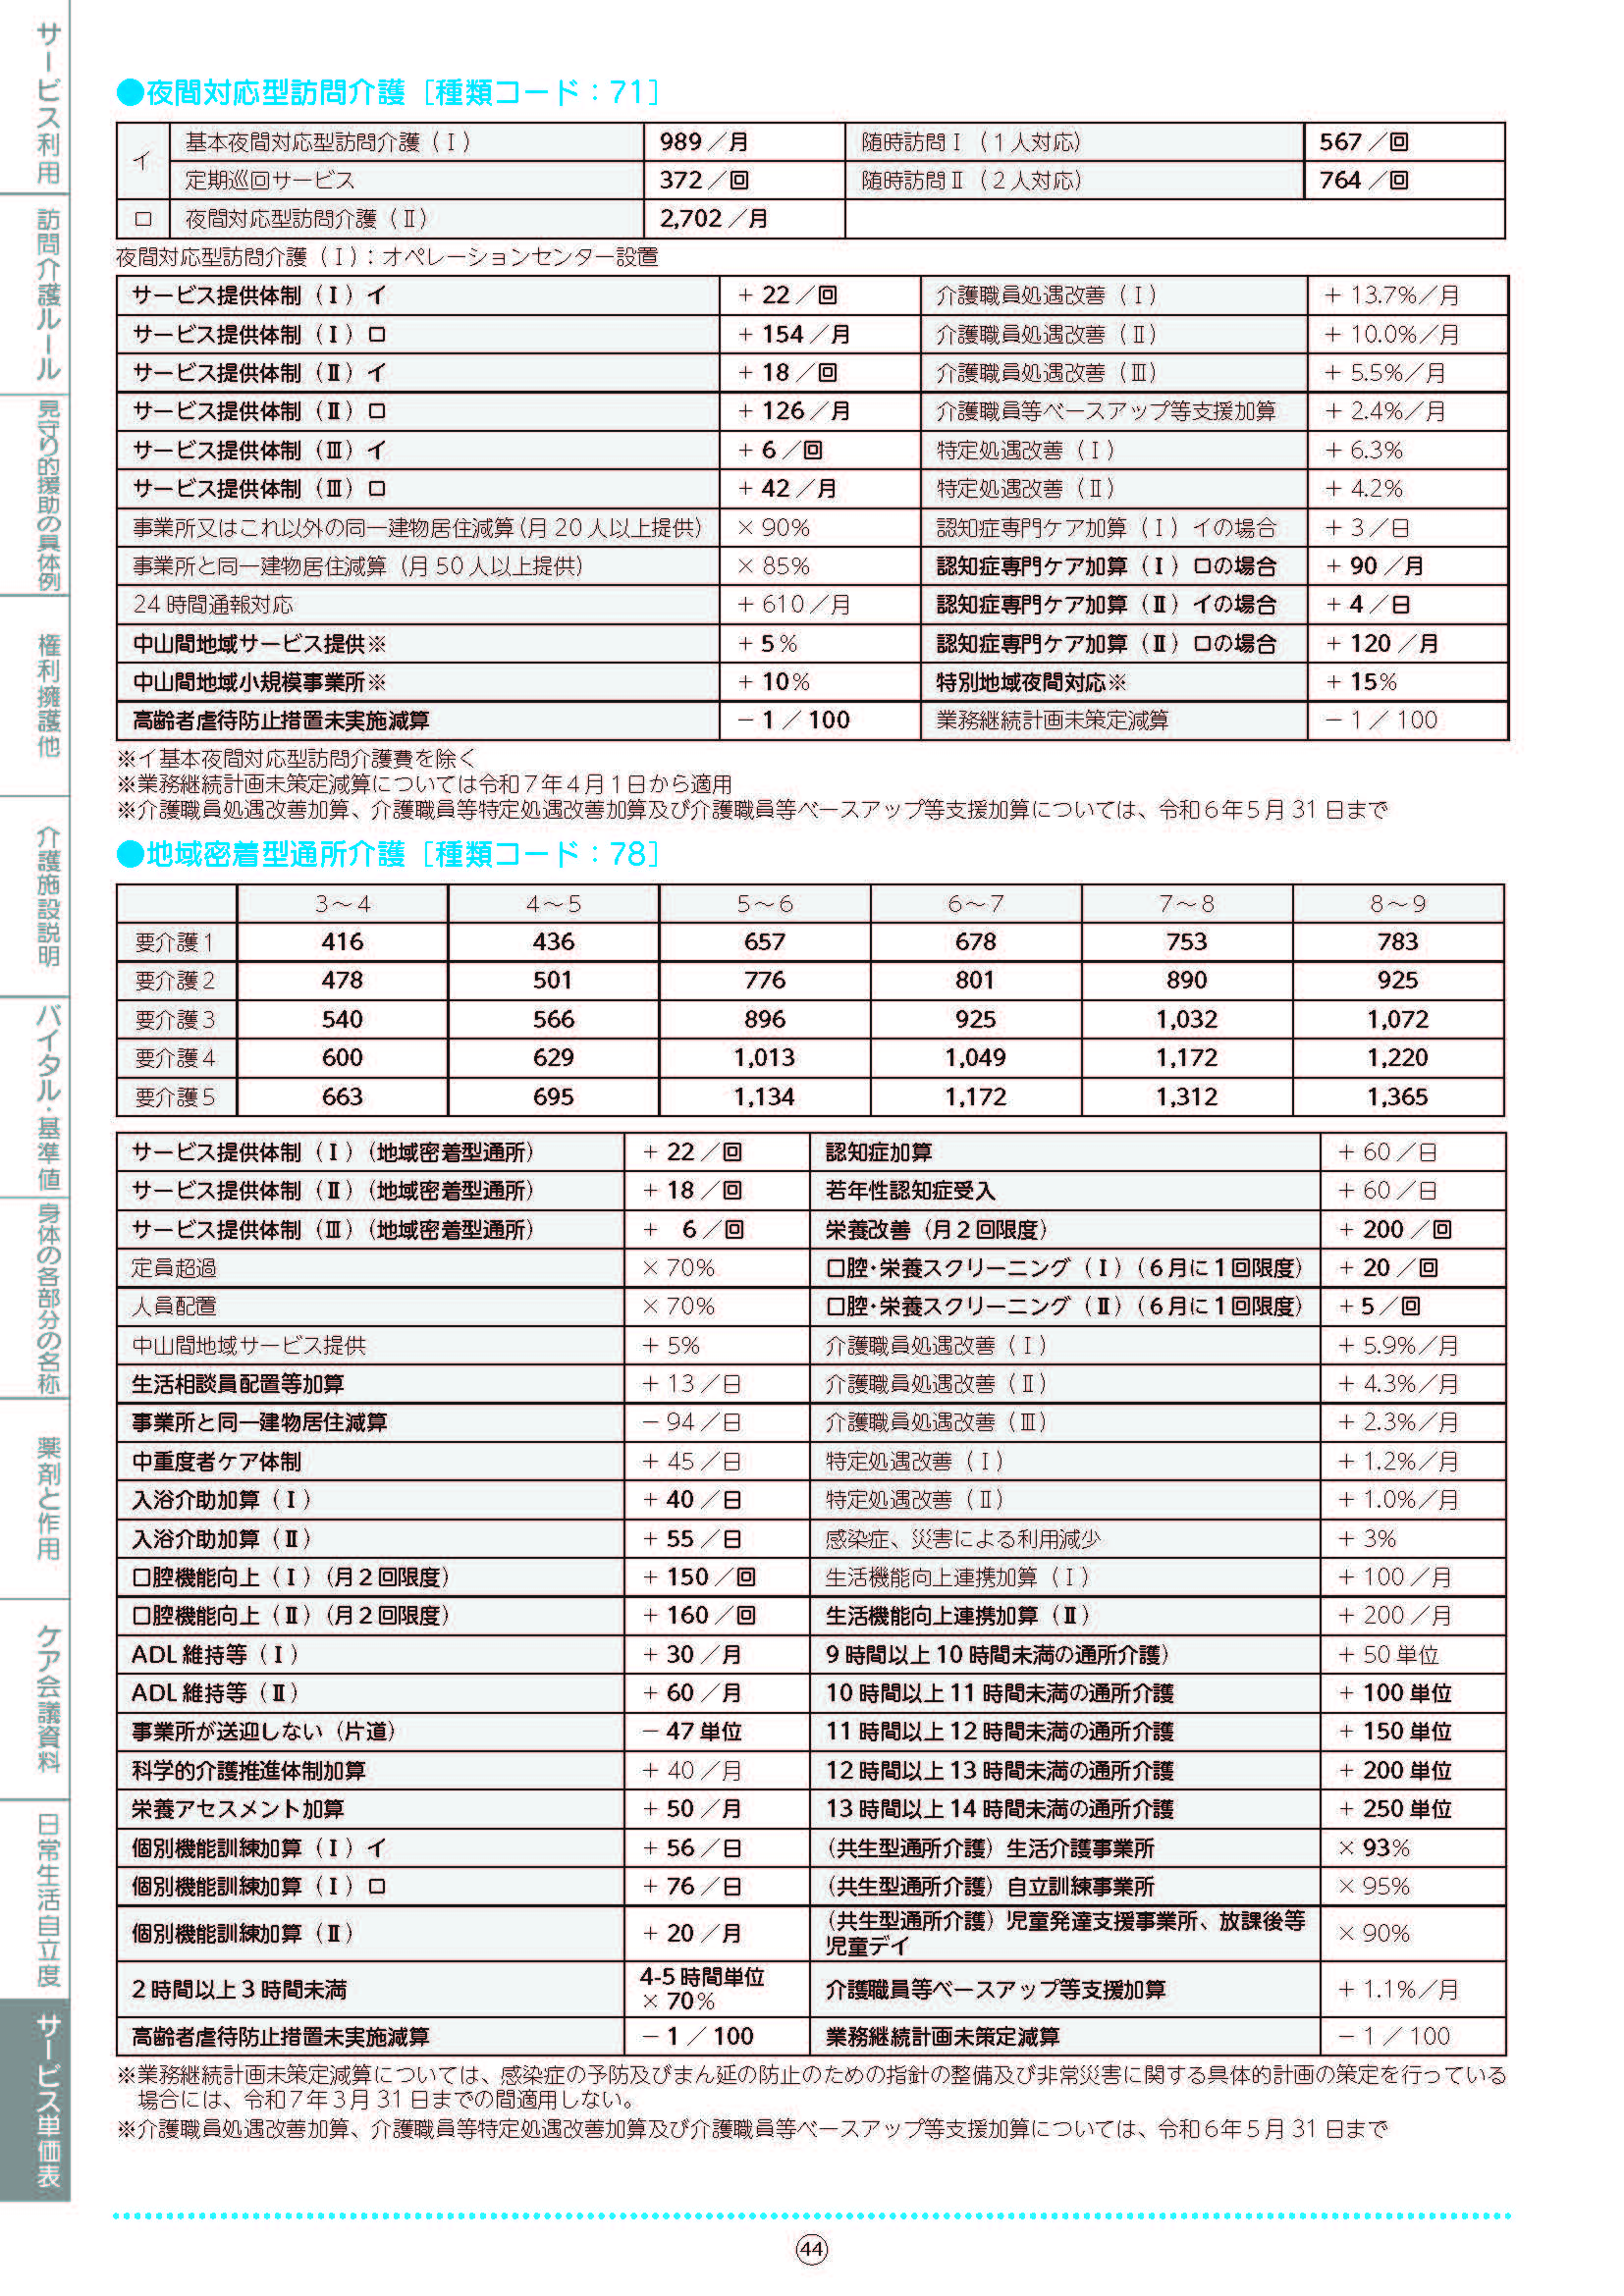 サービス利用
訪問介護ルール
見守り的援助の具体例
権利擁護他
介護施設説明
バイタル・基準値
身体の各部分の名称
薬剤と作用
ケア会議資料
日常生活自立度
サービス単価表
●夜間対応型訪問介護［種類コード：71］
イ 基本夜間対応型訪問介護（Ⅰ） 989／月 随時訪問Ⅰ（1人対応） 567／回
定期巡回サービス 372／回 随時訪問Ⅱ（2人対応） 764／回
ロ 夜間対応型訪問介護（Ⅱ） 2,702／月
夜間対応型訪問介護（Ⅰ）：オペレーションセンター設置
サービス提供体制（Ⅰ）イ ＋22／回 介護職員処遇改善（Ⅰ） ＋13.7%／月
サービス提供体制（Ⅰ）ロ ＋154／月 介護職員処遇改善（Ⅱ） ＋10.0%／月
サービス提供体制（Ⅱ）イ ＋18／回 介護職員処遇改善（Ⅲ） ＋5.5%／月
サービス提供体制（Ⅱ）ロ ＋126／月 介護職員等ベースアップ等支援加算 ＋2.4%／月
サービス提供体制（Ⅲ）イ ＋6／回 特定処遇改善（Ⅰ） ＋6.3%
サービス提供体制（Ⅲ）ロ ＋42／月 特定処遇改善（Ⅱ） ＋4.2%
事業所又はこれ以外の同一建物居住減算（月20人以上提供） ×90% 認知症専門ケア加算（Ⅰ）イの場合 ＋3／日
事業所と同一建物居住減算（月50人以上提供） ×85% 認知症専門ケア加算（Ⅰ）ロの場合 ＋90／月
24時間通報対応 ＋610／月 認知症専門ケア加算（Ⅱ）イの場合 ＋4／日
中山間地域サービス提供※ ＋5% 認知症専門ケア加算（Ⅱ）ロの場合 ＋120／月
中山間地域小規模事業所※ ＋10% 特別地域夜間対応※ ＋15%
高齢者虐待防止措置未実施減算 －1／100 業務継続計画未策定減算 －1／100
※イ基本夜間対応型訪問介護費を除く
※業務継続計画未策定減算については令和7年4月1日から適用
※介護職員処遇改善加算、介護職員等特定処遇改善加算及び介護職員等ベースアップ等支援加算については、令和6年5月31日まで
●地域密着型通所介護［種類コード：78］
3～4 4～5 5～6 6～7 7～8 8～9
要介護1 416 436 657 678 753 783
要介護2 478 501 776 801 890 925
要介護3 540 566 896 925 1,032 1,072
要介護4 600 629 1,013 1,049 1,172 1,220
要介護5 663 695 1,134 1,172 1,312 1,365
サービス提供体制（Ⅰ）（地域密着型通所） ＋22／回 認知症加算 ＋60／日
サービス提供体制（Ⅱ）（地域密着型通所） ＋18／回 若年性認知症受入 ＋60／日
サービス提供体制（Ⅲ）（地域密着型通所） ＋ 6／回 栄養改善（月2回限度） ＋200／回
定員超過 ×70% 口腔・栄養スクリーニング（Ⅰ）（6月に1回限度） ＋20／回
人員配置 ×70% 口腔・栄養スクリーニング（Ⅱ）（6月に1回限度） ＋5／回
中山間地域サービス提供 ＋5% 介護職員処遇改善（Ⅰ） ＋5.9%／月
生活相談員配置等加算 ＋13／日 介護職員処遇改善（Ⅱ） ＋4.3%／月
事業所と同一建物居住減算 －94／日 介護職員処遇改善（Ⅲ） ＋2.3%／月
中重度者ケア体制 ＋45／日 特定処遇改善（Ⅰ） ＋1.2%／月
入浴介助加算（Ⅰ） ＋40／日 特定処遇改善（Ⅱ） ＋1.0%／月
入浴介助加算（Ⅱ） ＋55／日 感染症、災害による利用減少 ＋3%
口腔機能向上（Ⅰ）（月2回限度） ＋150／回 生活機能向上連携加算（Ⅰ） ＋100／月
口腔機能向上（Ⅱ）（月2回限度） ＋160／回 生活機能向上連携加算（Ⅱ） ＋200／月
ADL維持等（Ⅰ） ＋30／月 9時間以上10時間未満の通所介護） ＋50単位
ADL維持等（Ⅱ） ＋60／月 10時間以上11時間未満の通所介護 ＋100単位
事業所が送迎しない（片道） －47単位 11時間以上12時間未満の通所介護 ＋150単位
科学的介護推進体制加算 ＋40／月 12時間以上13時間未満の通所介護 ＋200単位
栄養アセスメント加算 ＋50／月 13時間以上14時間未満の通所介護 ＋250単位
個別機能訓練加算（Ⅰ）イ ＋56／日 （共生型通所介護）生活介護事業所 ×93%
個別機能訓練加算（Ⅰ）ロ ＋76／日 （共生型通所介護）自立訓練事業所 ×95%
個別機能訓練加算（Ⅱ） ＋20／月 （共生型通所介護）児童発達支援事業所、放課後等
児童デイ ×90%
2時間以上3時間未満 4-5時間単位
×70% 介護職員等ベースアップ等支援加算 ＋1.1%／月
高齢者虐待防止措置未実施減算 －1／100 業務継続計画未策定減算 －1／100
※業務継続計画未策定減算については、感染症の予防及びまん延の防止のための指針の整備及び非常災害に関する具体的計画の策定を行っている
場合には、令和7年3月31日までの間適用しない。
※介護職員処遇改善加算、介護職員等特定処遇改善加算及び介護職員等ベースアップ等支援加算については、令和6年5月31日まで
44